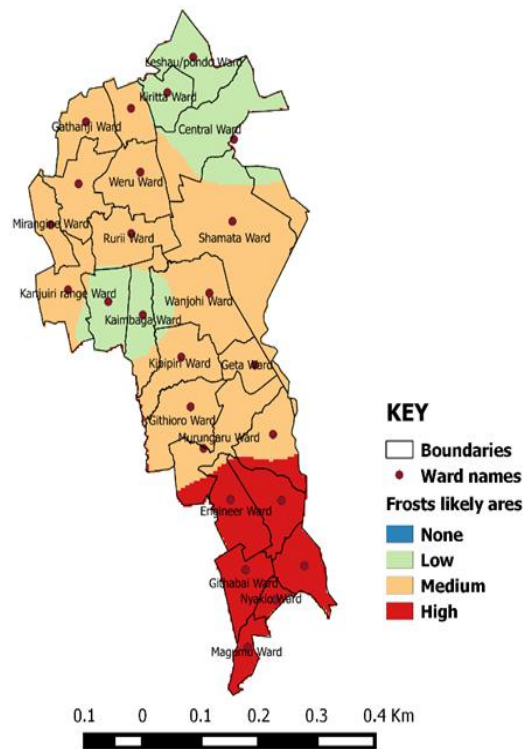 Leshau/pondo Ward
Kiritta Ward
Gathanji Ward
Central Ward
Weru Ward
Mirangine Ward
Rurii Ward
Shamata Ward
Kanjuiri range Ward
Wanjohi Ward
Kaimbaga Ward
Kipipiri Ward
Geta Ward
Githioro Ward
Murungaru Ward
Engineer Ward
Githabai Ward
Nyakio Ward
Magumu Ward
KEY
Boundaries
Ward names
Frosts likely ares
None
Low
Medium
High
0.1 0 0.1 0.2 0.3 0.4 Km